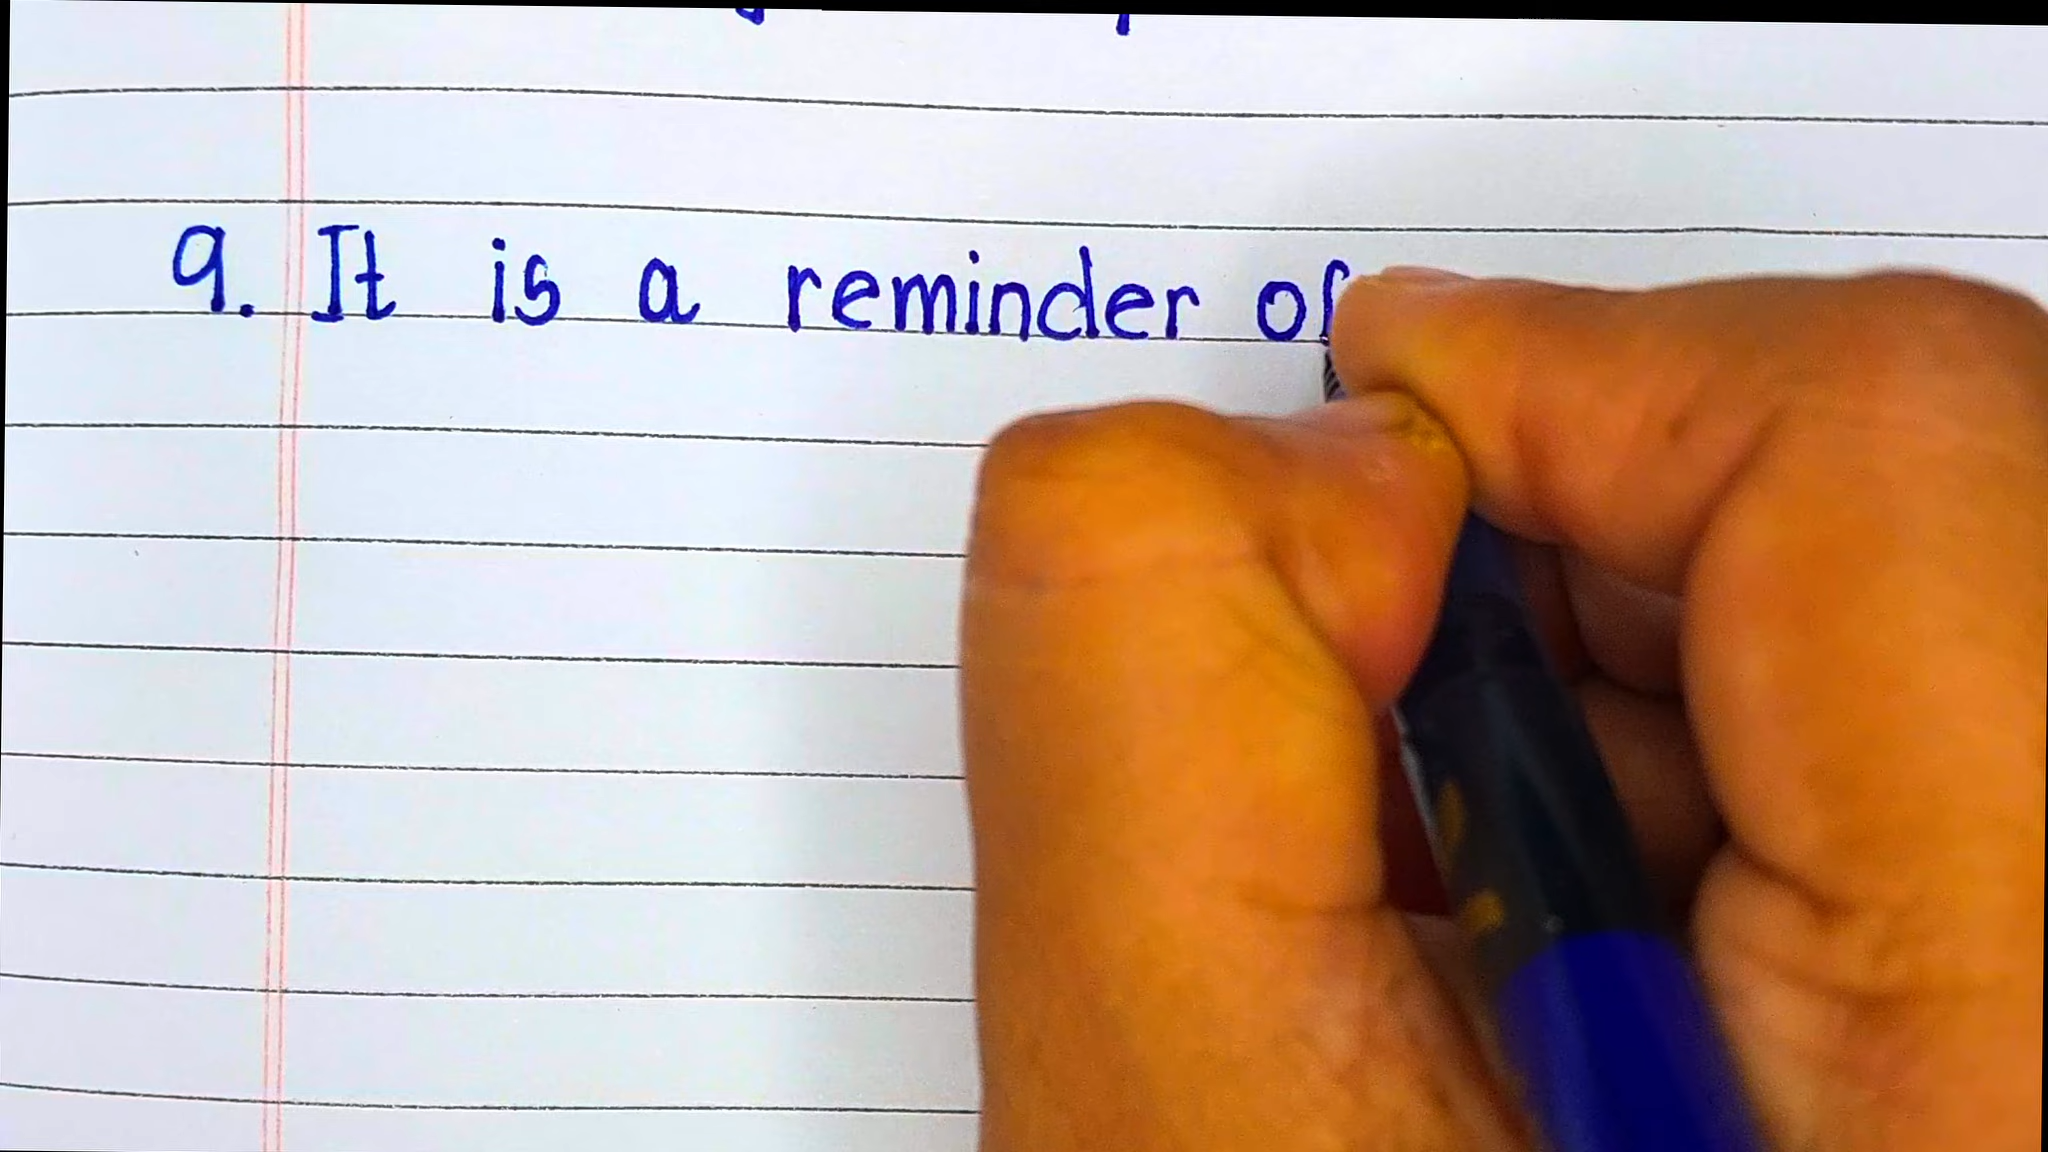 9. It is a reminder of